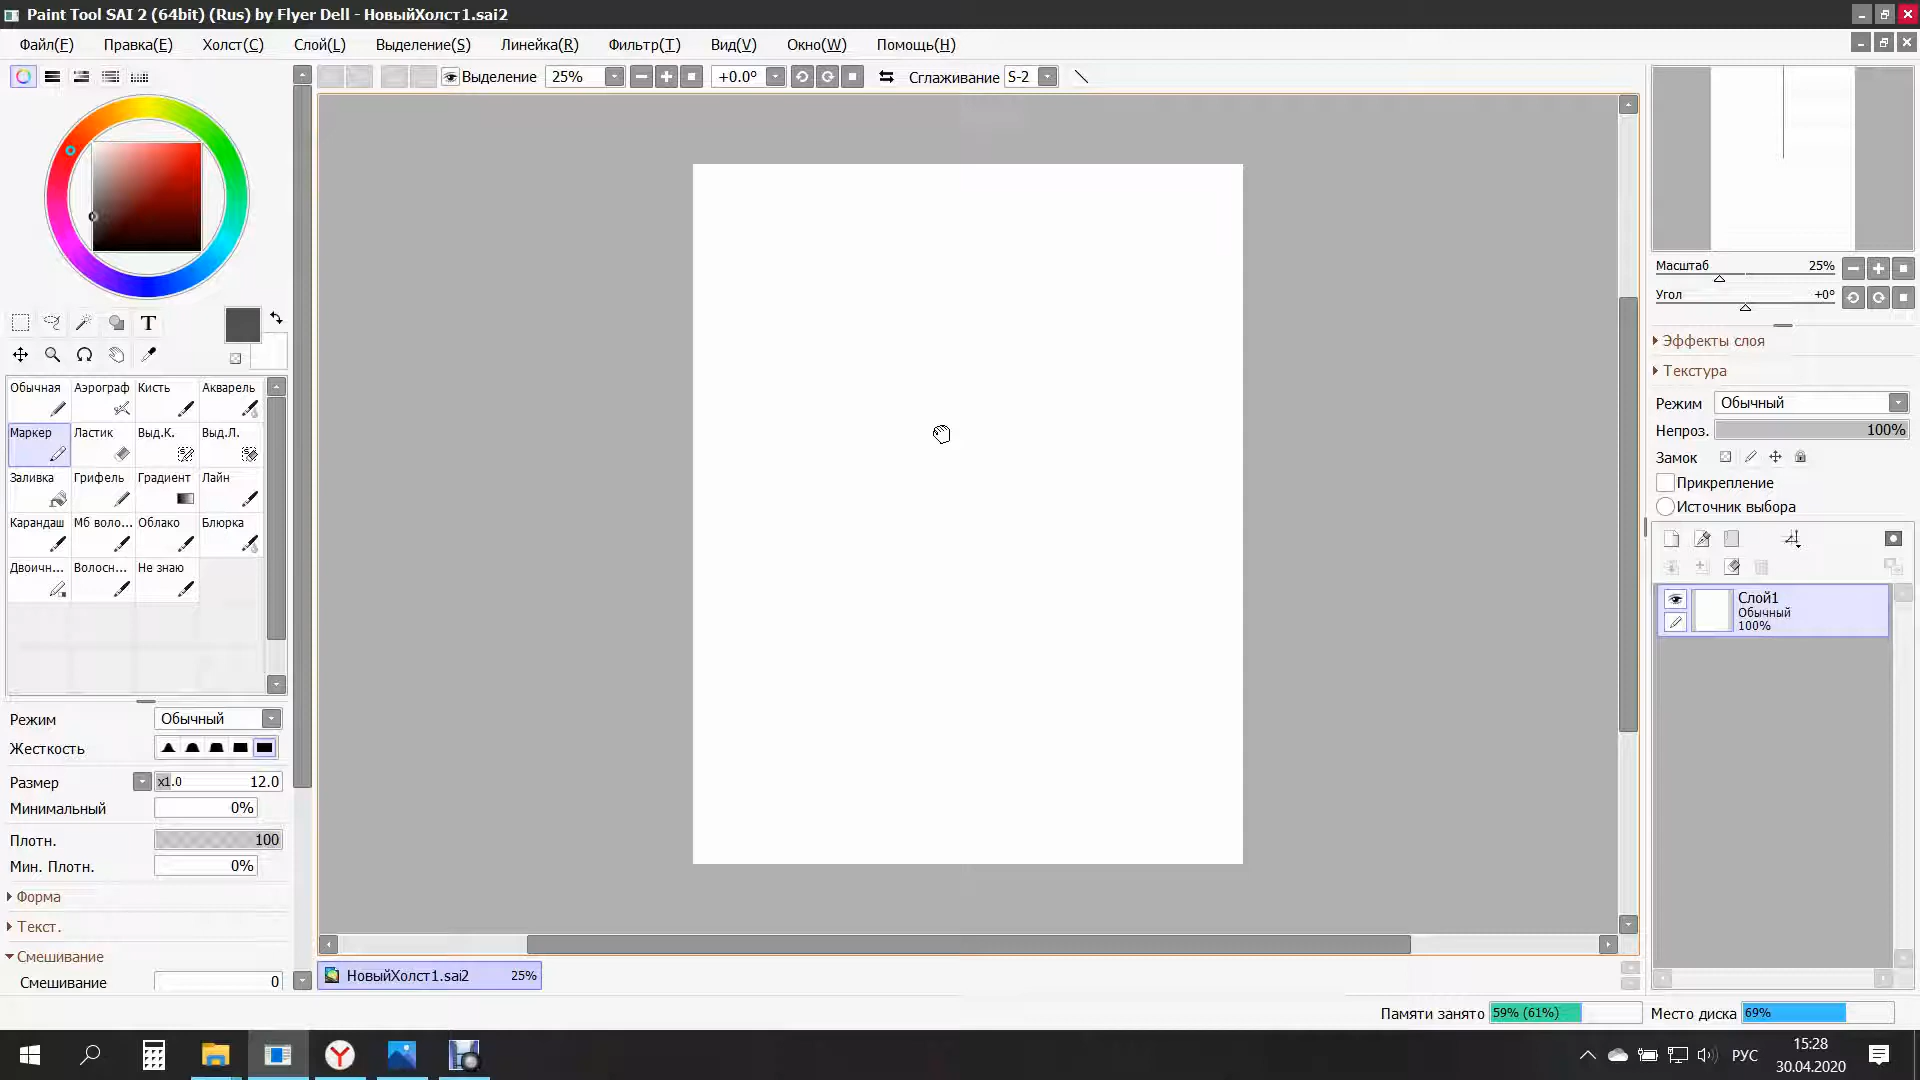 Paint Tool SAI 2 (64bit) (Rus) by Flyer Dell - НовыйХолст1.sai2
Файл(F) Правка(E) Холст(C) Слой(L) Выделение(S) Линейка(R) Фильтр(T) Вид(V) Окно(W) Помощь(H)
Выделение 25% +0.0° Сглаживание S-2
Масштаб 25%
Угол +0°
T
Эффекты слоя
Текстура
Обычная Аэрограф Кисть Акварель
Режим Обычный
Непроз. 100%
Маркер Ластик Выд.К. Выд.Л.
Замок
Заливка Грифель Градиент Лайн
Прикрепление
Источник выбора
Карандаш Мб воло... Облако Блюрка
Двоичн... Волосн... Не знаю
Слой1
Обычный
100%
Режим Обычный
Жесткость
Размер x1.0 12.0
Минимальный 0%
Плотн. 100
Мин. Плотн. 0%
Форма
Текст.
Смешивание
Смешивание 0
НовыйХолст1.sai2 25%
Памяти занято 59% (61%) Место диска 69%
РУС 15:28
30.04.2020